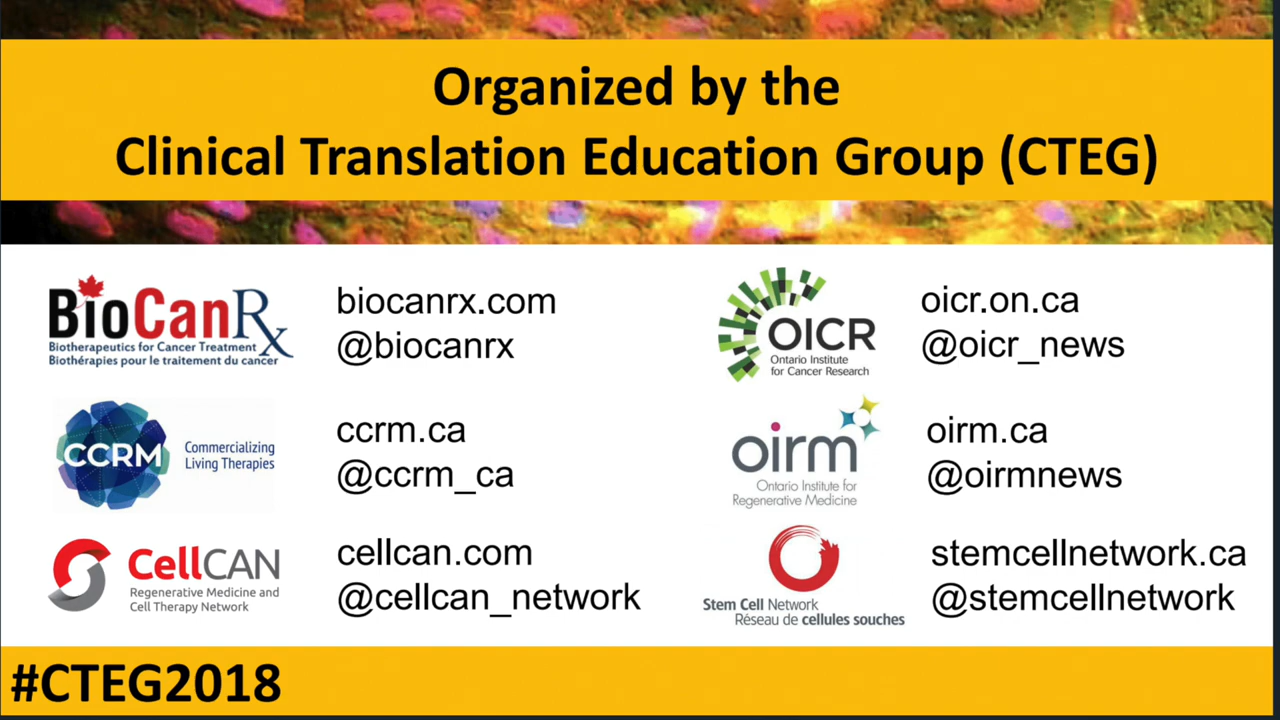 Organized by the
Clinical Translation Education Group (CTEG)
BioCanRx
Biotherapeutics for Cancer Treatment
Biothérapies pour le traitement du cancer
biocanrx.com
@biocanrx
OICR
Ontario Institute
for Cancer Research
oicr.on.ca
@oicr_news
CCRM
Commercializing
Living Therapies
ccrm.ca
@ccrm_ca
oirm
Ontario Institute for
Regenerative Medicine
oirm.ca
@oirmnews
CellCAN
Regenerative Medicine and
Cell Therapy Network
cellcan.com
@cellcan_network
Stem Cell Network
Réseau de cellules souches
stemcellnetwork.ca
@stemcellnetwork
#CTEG2018